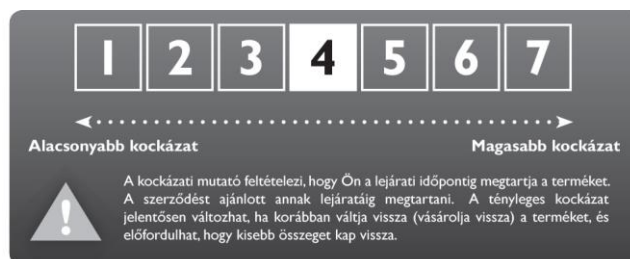 1 2 3 4 5 6 7
Alacsonyabb kockázat Magasabb kockázat
A kockázati mutató feltételezi, hogy Ön a lejárati időpontig megtartja a terméket.
A szerződést ajánlott annak lejáratáig megtartani. A tényleges kockázat
jelentősen változhat, ha korábban váltja vissza (vásárolja vissza) a terméket, és
előfordulhat, hogy kisebb összeget kap vissza.